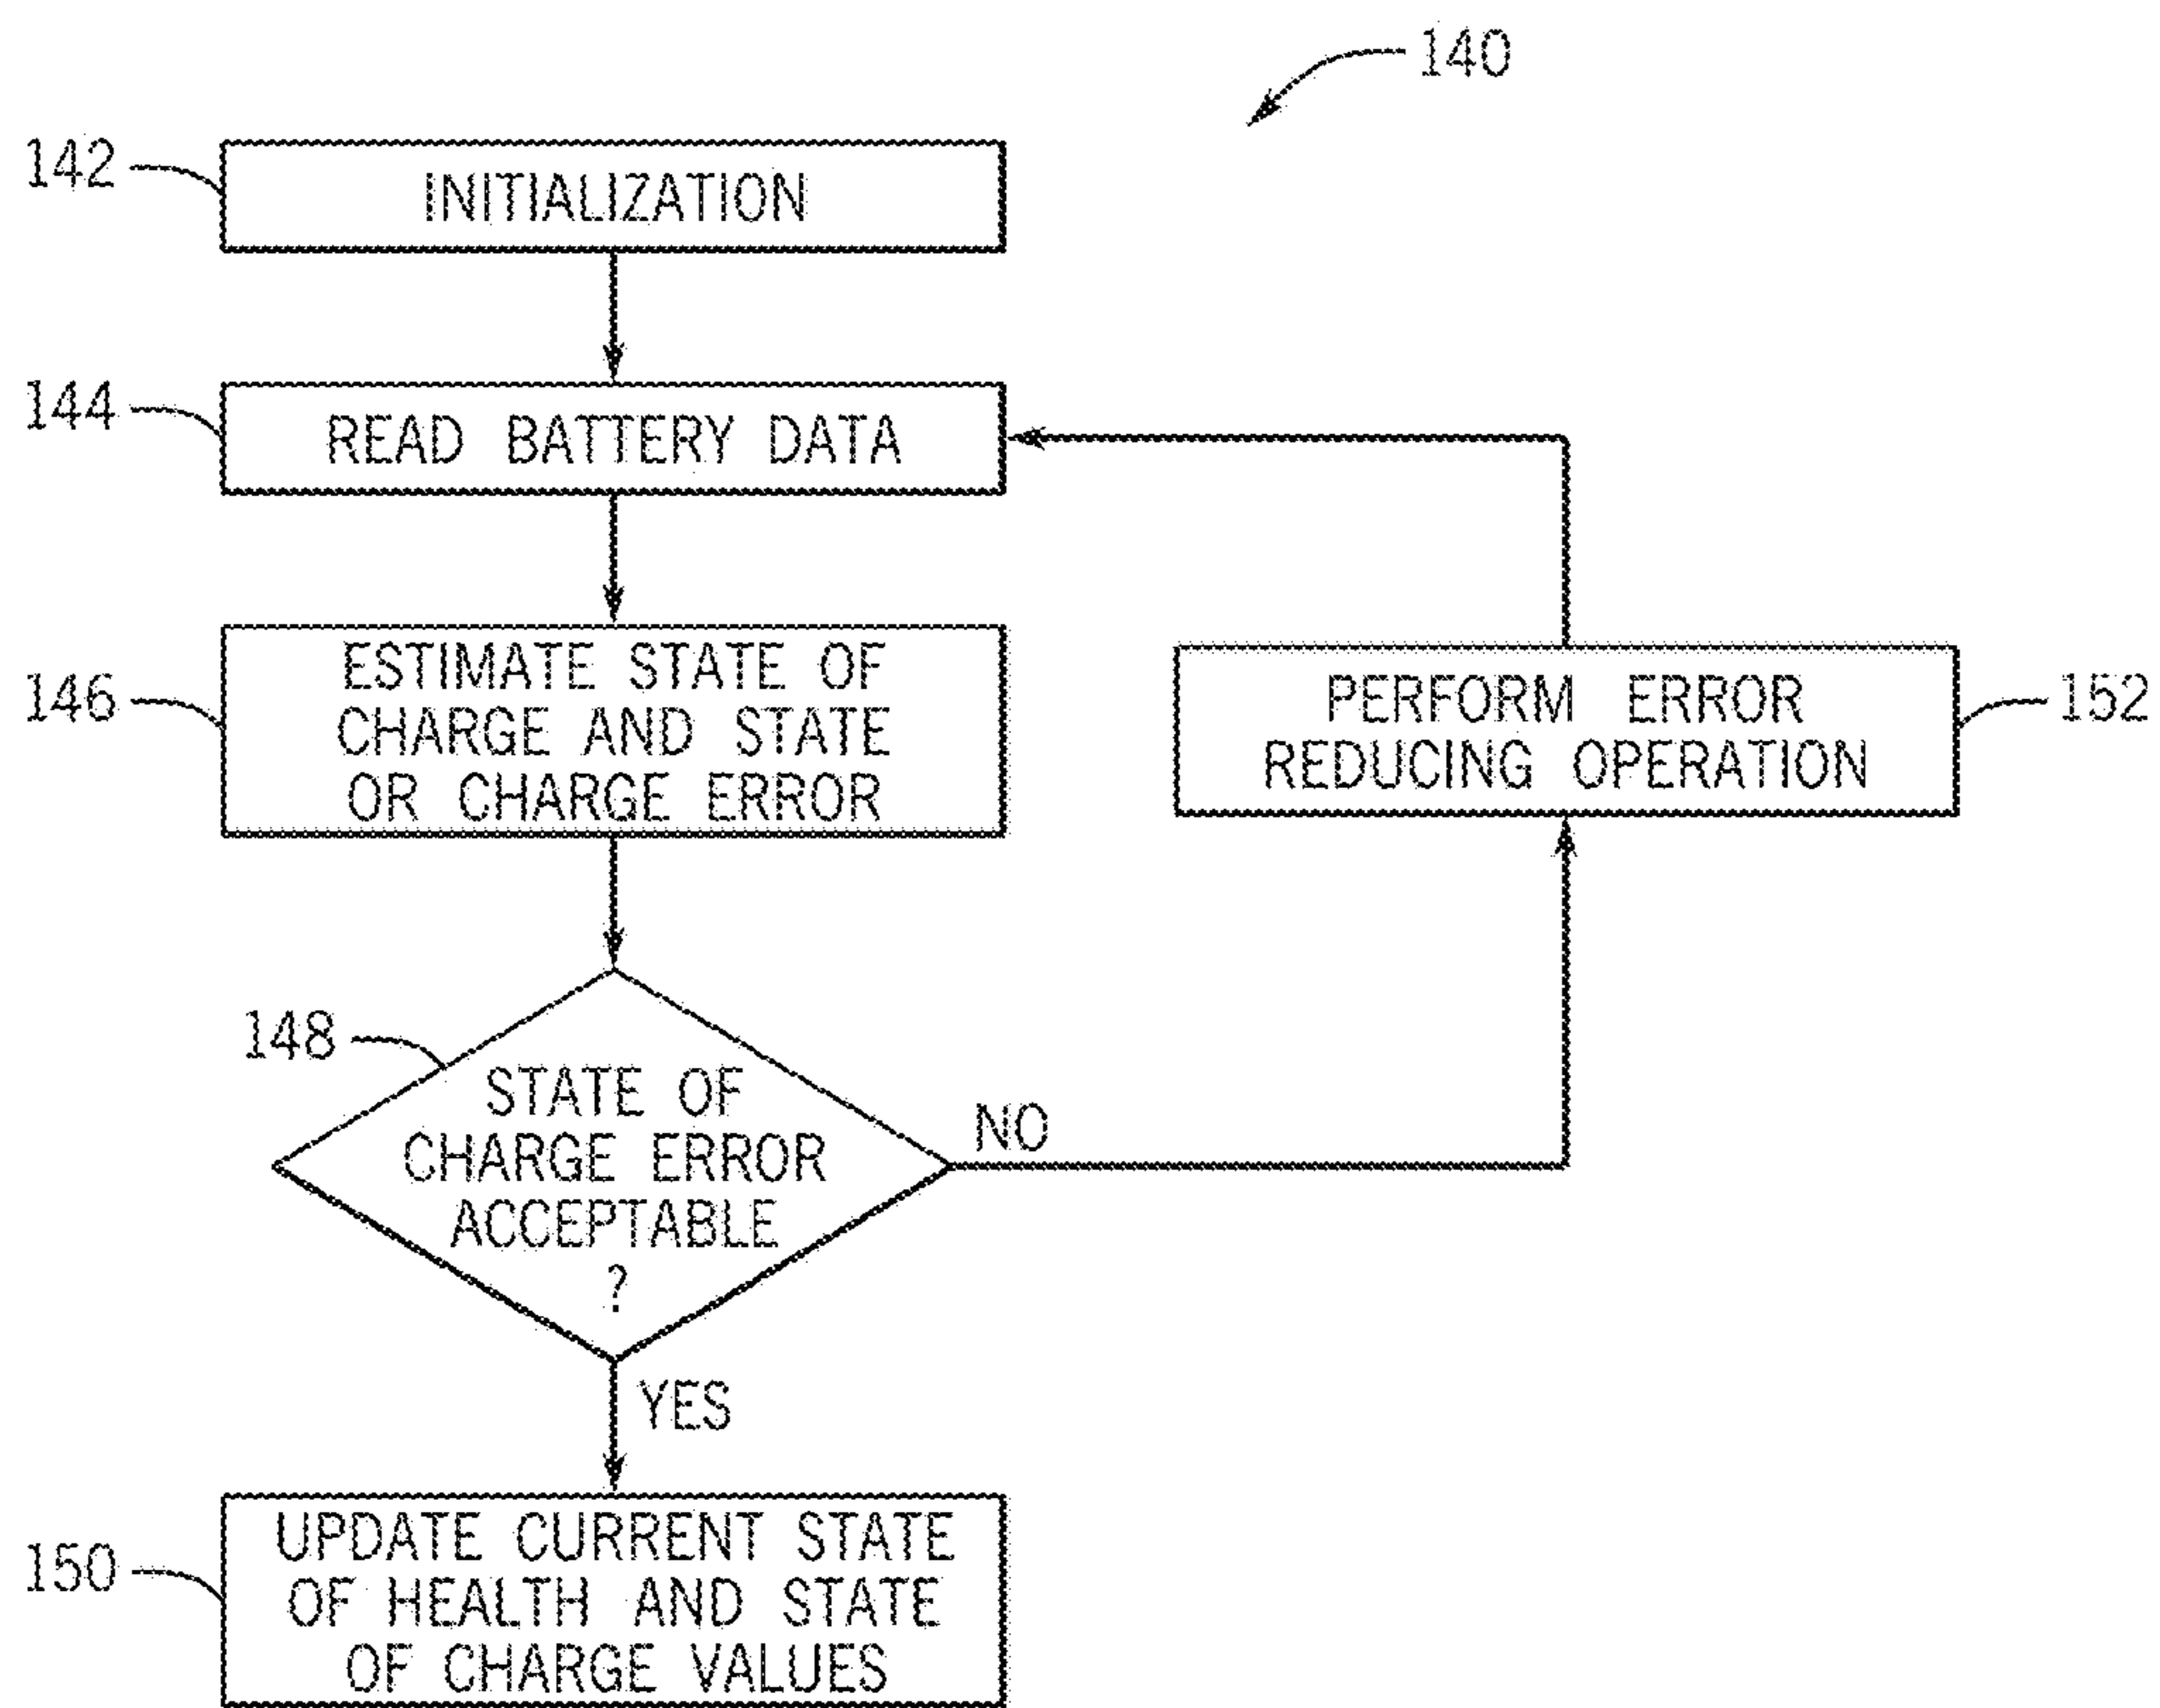 140
142
INITIALIZATION
144
READ BATTERY DATA
146
ESTIMATE STATE OF
CHARGE AND STATE
OR CHARGE ERROR
PERFORM ERROR
REDUCING OPERATION
152
148
STATE OF
CHARGE ERROR
ACCEPTABLE
?
NO
YES
150
UPDATE CURRENT STATE
OF HEALTH AND STATE
OF CHARGE VALUES